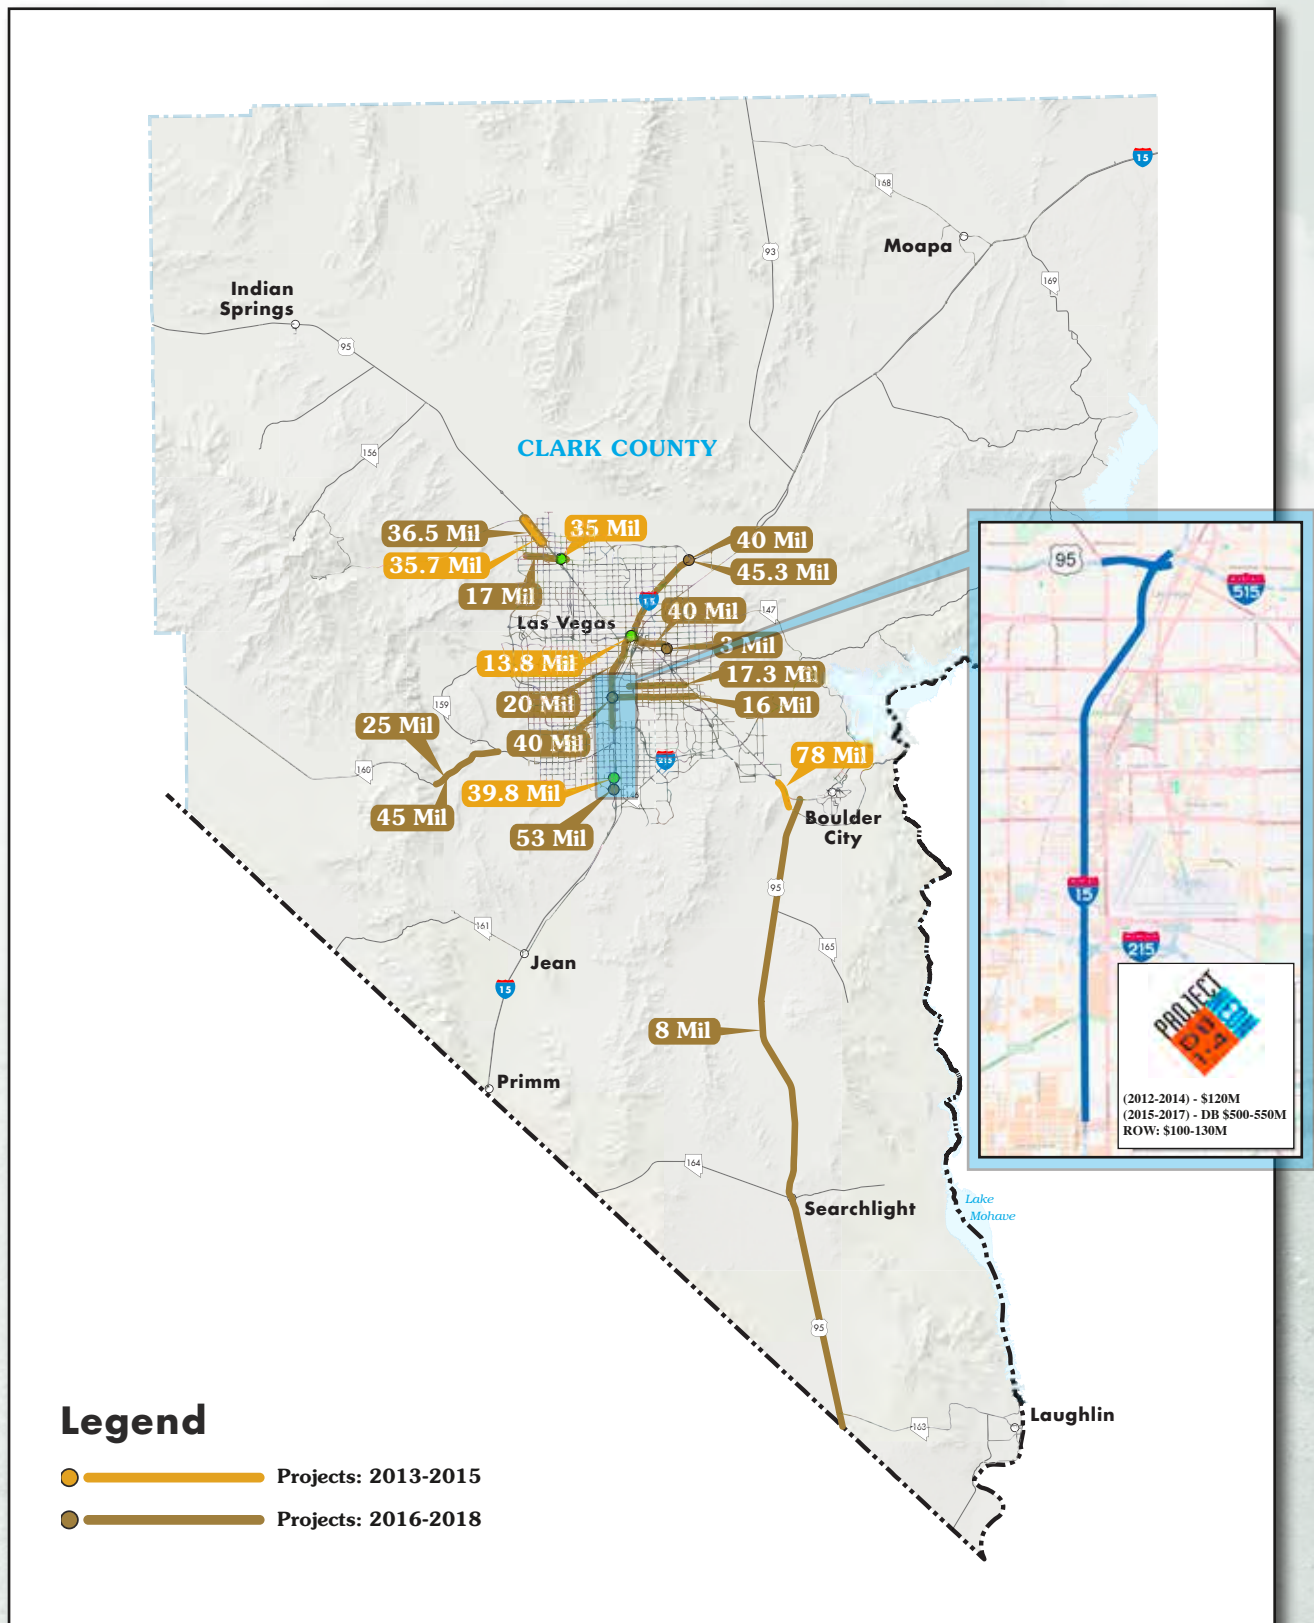 15
168
Moapa
93
169
Indian
Springs
95
156
CLARK COUNTY
36.5 Mil
35 Mil
35.7 Mil
40 Mil
45.3 Mil
17 Mil
15
40 Mil
147
Las Vegas
3 Mil
13.8 Mil
17.3 Mil
20 Mil
16 Mil
159
25 Mil
40 Mil
160
215
78 Mil
39.8 Mil
45 Mil
53 Mil
Boulder
City
95
161
165
Jean
15
8 Mil
Primm
164
Searchlight
Lake
Mohave
95
163
Laughlin
95
515
15
215
PROJECT
NEON
DB
1-4
(2012-2014) - $120M
(2015-2017) - DB $500-550M
ROW: $100-130M
Legend
Projects: 2013-2015
Projects: 2016-2018